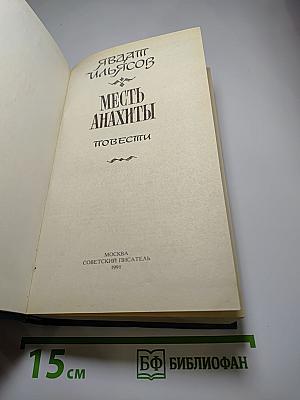 ЯВДАТ
ИЛЬЯСОВ
МЕСТЬ
АНАХИТЫ
ПОВЕСТИ
МОСКВА
СОВЕТСКИЙ ПИСАТЕЛЬ
1991
15 см
БФ БИБЛИОФАН